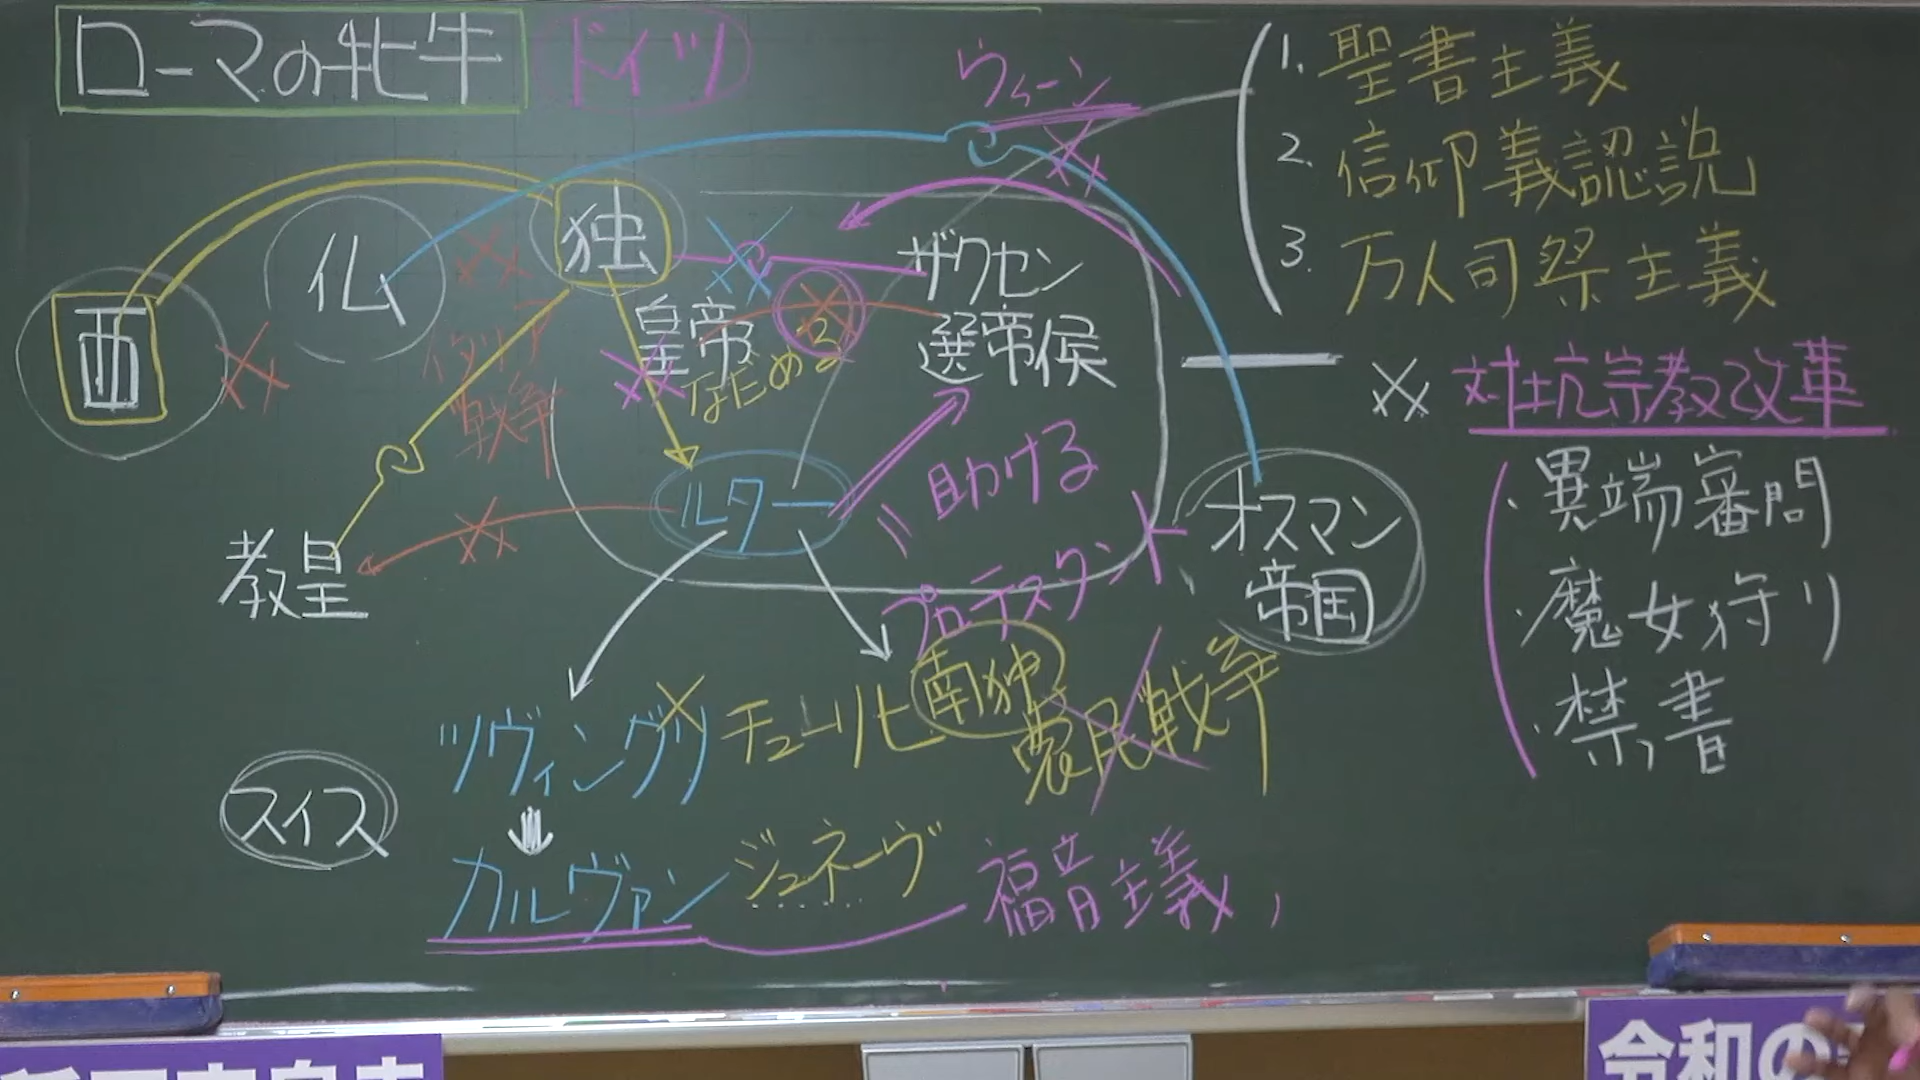 ローマの牝牛
ドイツ
ウィーン
1. 聖書主義
2. 信仰義認説
3. 万人司祭主義
西
仏
独
皇帝
なだめる
ザクセン
選帝侯
イタリア
戦争
対抗宗教改革
・異端審問
・魔女狩り
・禁書
教皇
ルター
助ける
プロテスタント
オスマン
帝国
スイス
ツヴィングリ
チューリヒ
南独
農民戦争
カルヴァン
ジュネーヴ
福音主義,
令和の